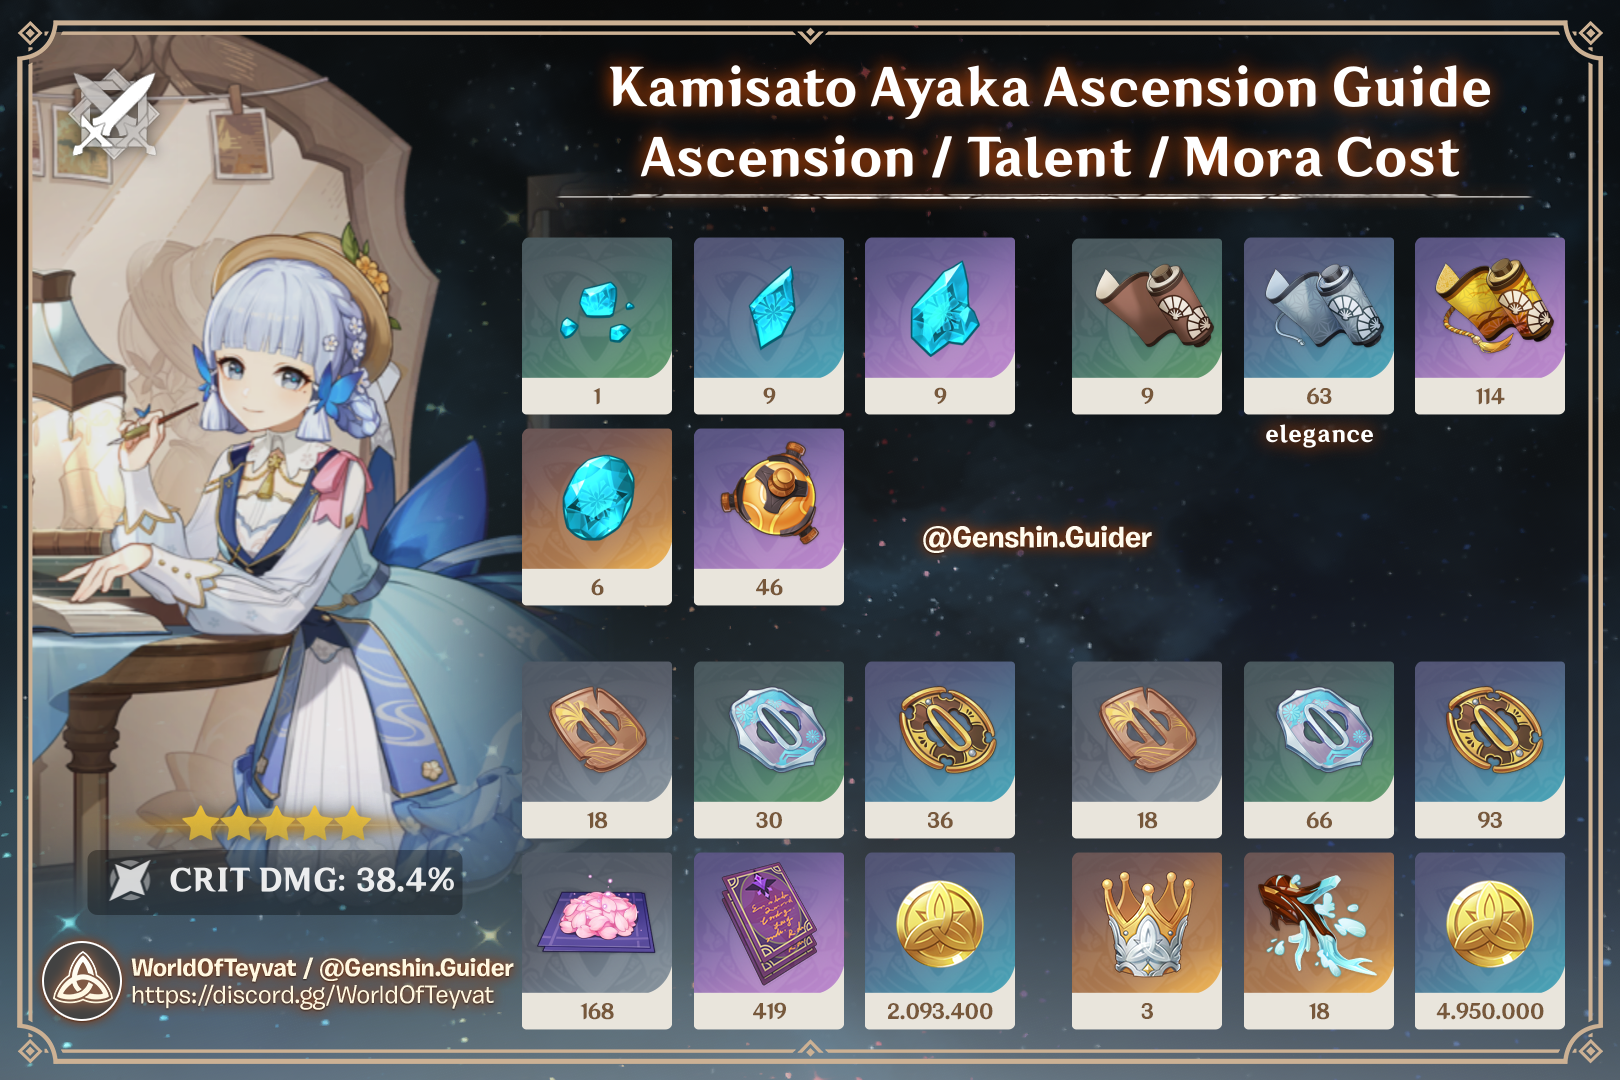 Kamisato Ayaka Ascension Guide
Ascension / Talent / Mora Cost
1
9
9
9
63
114
elegance
6
46
@Genshin.Guider
18
30
36
18
66
93
168
419
2.093.400
3
18
4.950.000
CRIT DMG: 38.4%
WorldOfTeyvat / @Genshin.Guider
https://discord.gg/WorldOfTeyvat